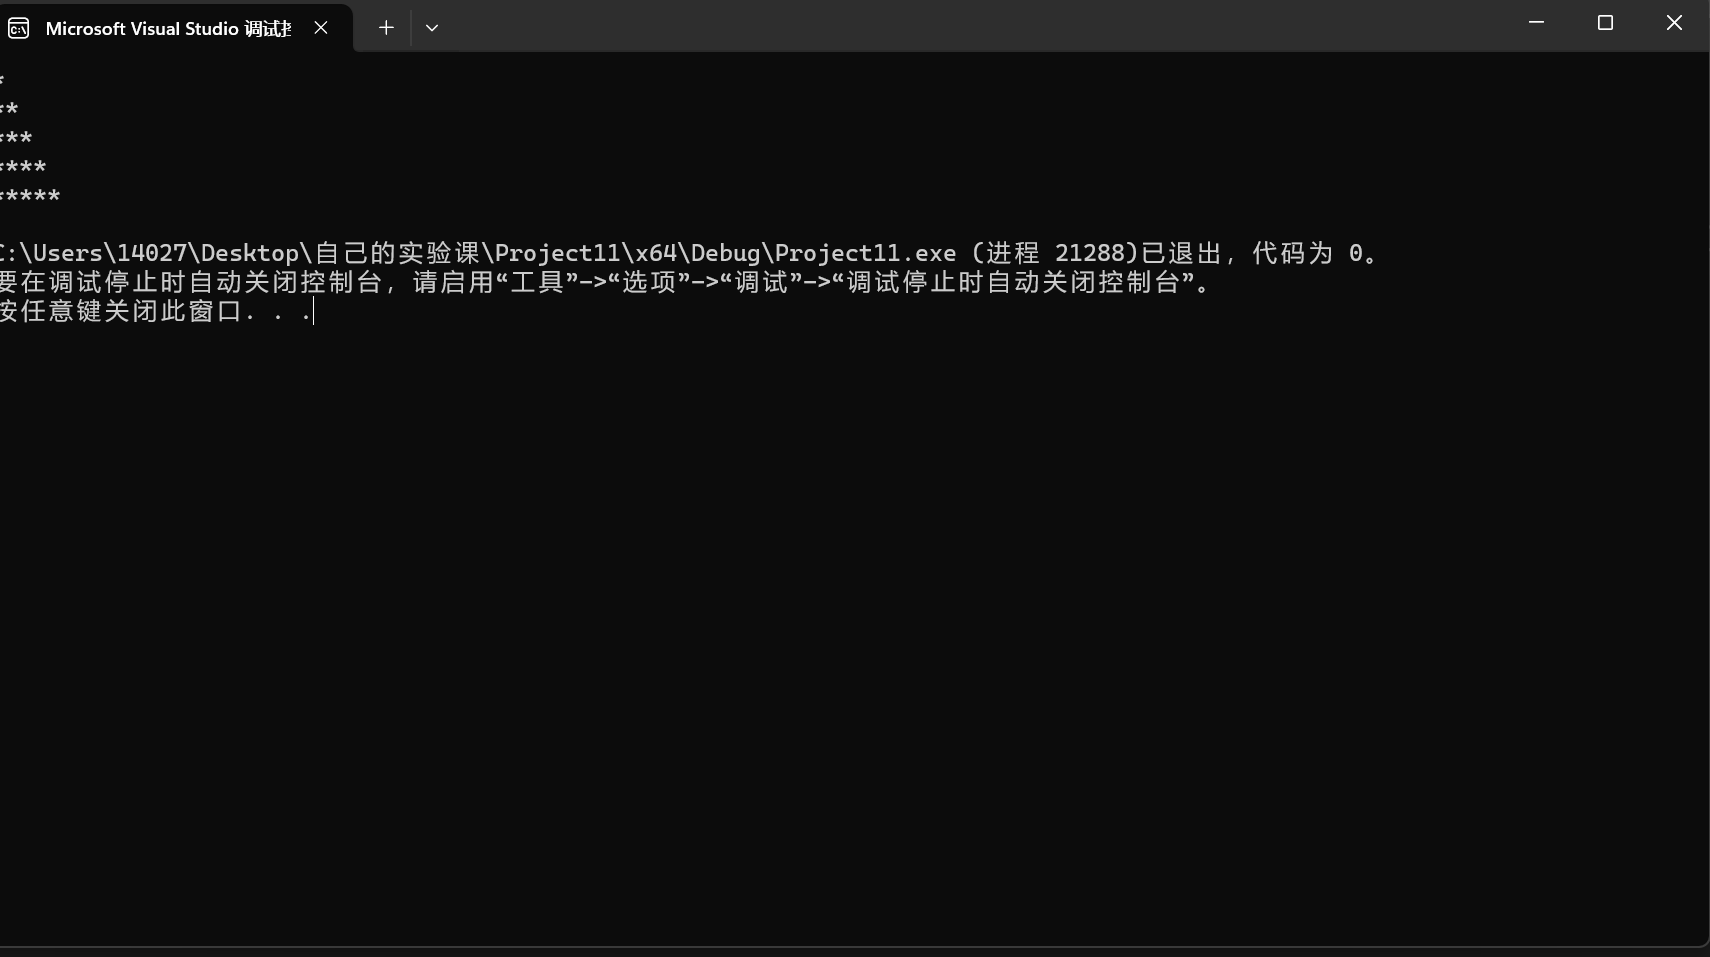 Microsoft Visual Studio 调试
*
**
***
****
*****
C:\Users\14027\Desktop\自己的实验课\Project11\x64\Debug\Project11.exe (进程 21288)已退出，代码为 0。
要在调试停止时自动关闭控制台，请启用“工具”->“选项”->“调试”->“调试停止时自动关闭控制台”。
按任意键关闭此窗口. . .